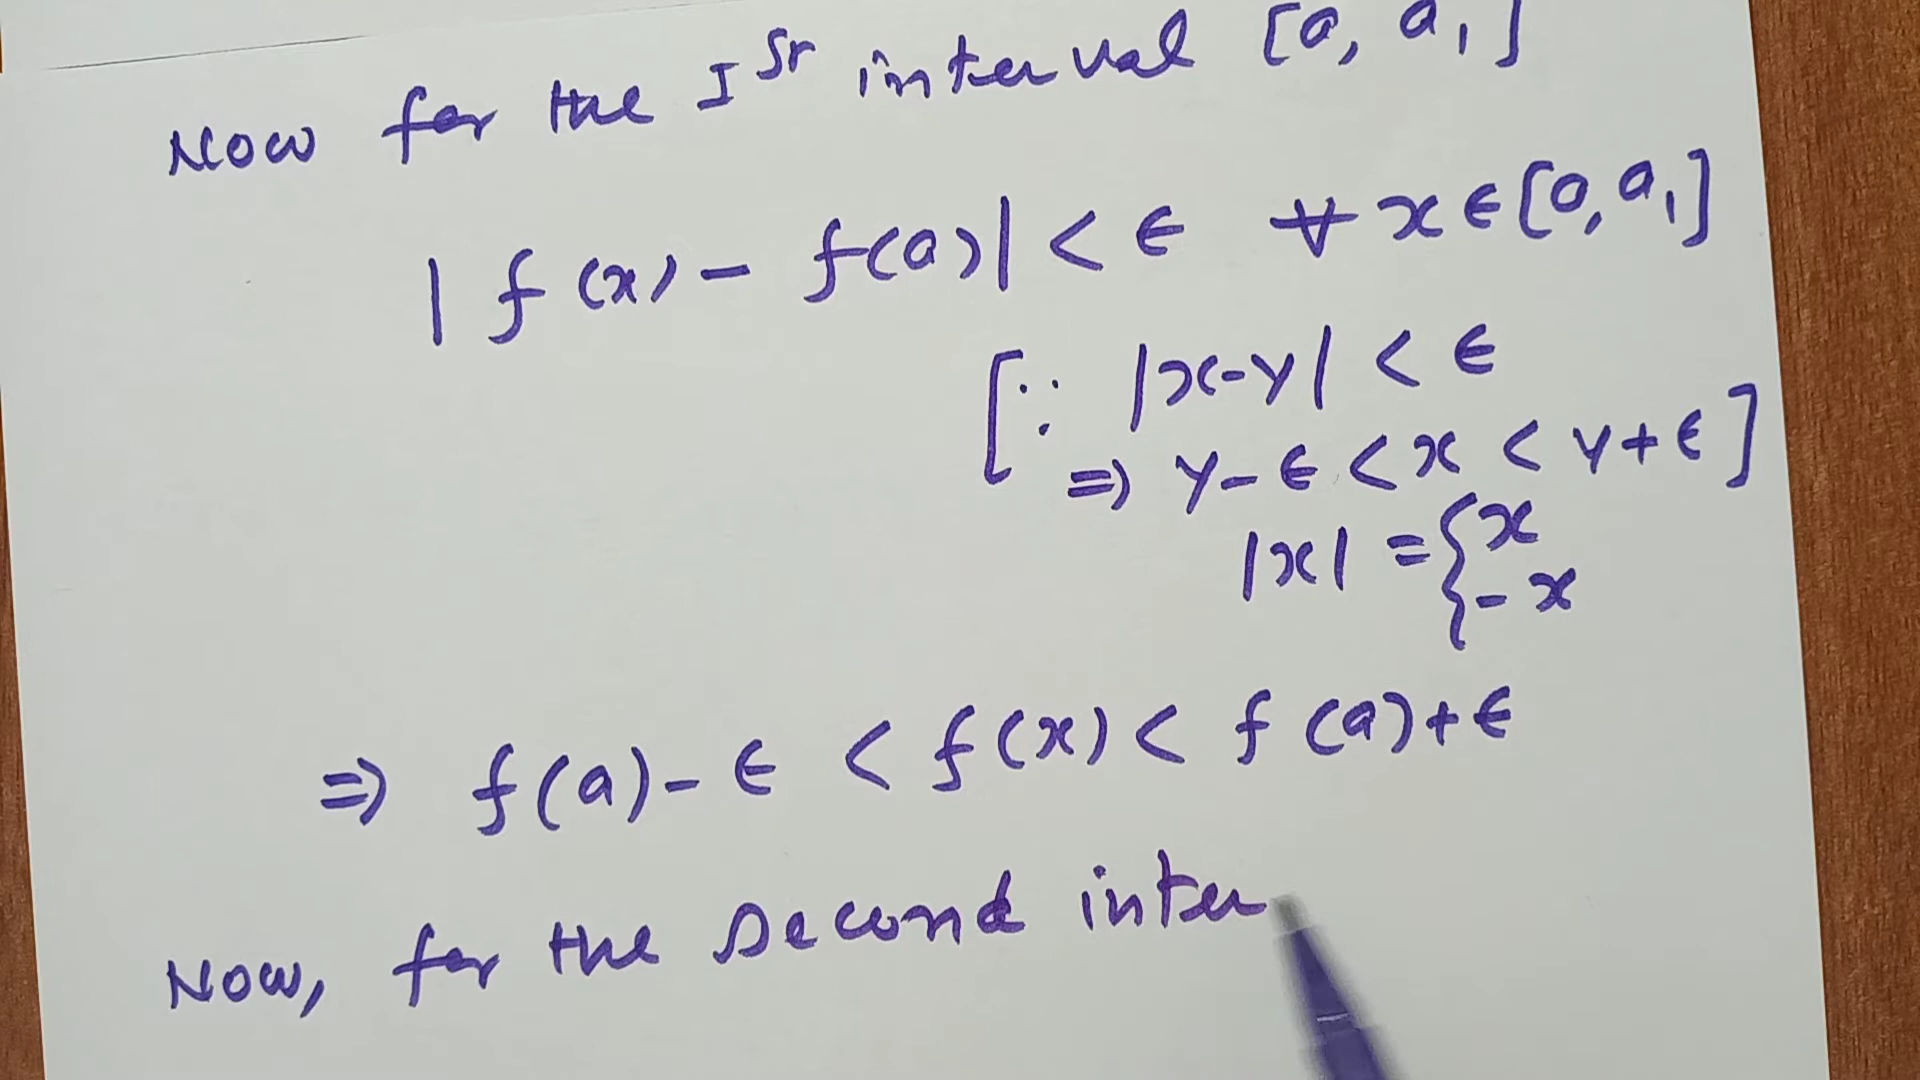 Now for the Ist interval [a, a₁]
|f(x) - f(a)| < ϵ ∀ x ϵ [a, a₁]
[∵ |x-y| < ϵ
⇒ y - ϵ < x < y + ϵ]
|x| = { x
- x
⇒ f(a) - ϵ < f(x) < f(a) + ϵ
Now, for the second inter